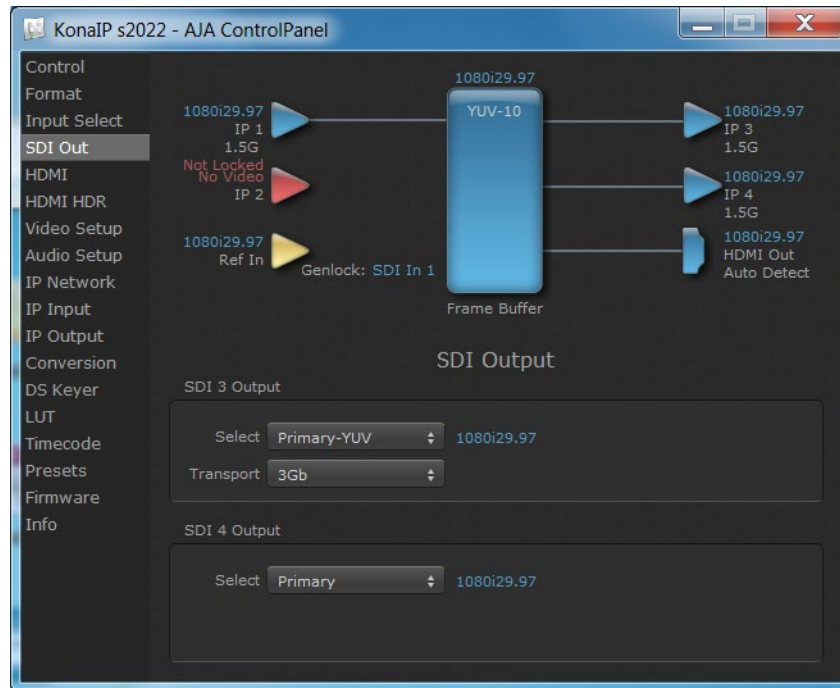 KonaIP s2022 - AJA ControlPanel
Control
Format
Input Select
SDI Out
HDMI
HDMI HDR
Video Setup
Audio Setup
IP Network
IP Input
IP Output
Conversion
DS Keyer
LUT
Timecode
Presets
Firmware
Info
1080i29.97
YUV-10
1080i29.97
IP 1
1.5G
Not Locked
No Video
IP 2
1080i29.97
Ref In
Genlock: SDI In 1
Frame Buffer
1080i29.97
IP 3
1.5G
1080i29.97
IP 4
1.5G
1080i29.97
HDMI Out
Auto Detect
SDI Output
SDI 3 Output
Select Primary-YUV 1080i29.97
Transport 3Gb
SDI 4 Output
Select Primary 1080i29.97